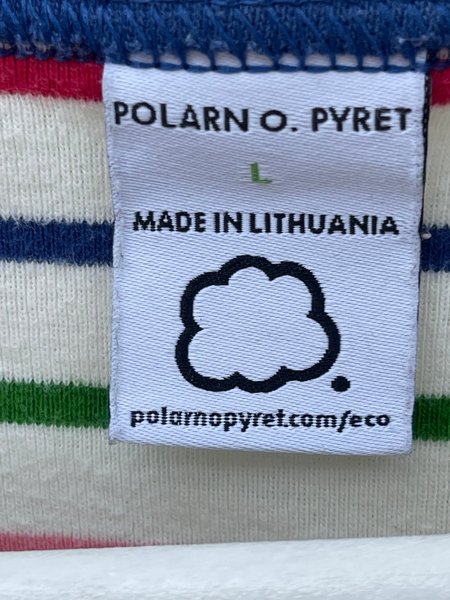 POLARN O. PYRET
L
MADE IN LITHUANIA
polarnopyret.com/eco